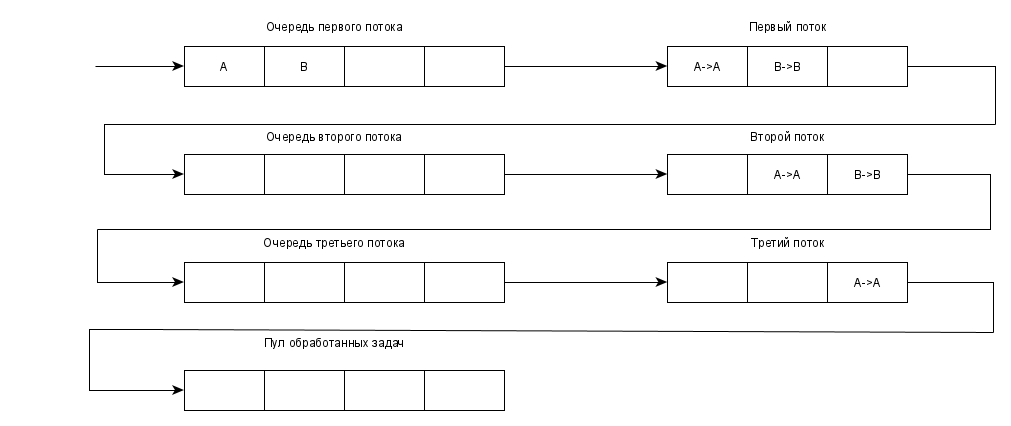 Очередь первого потока
Первый поток
A
B
A->A
B->B
Очередь второго потока
Второй поток
A->A
B->B
Очередь третьего потока
Третий поток
A->A
Пул обработанных задач